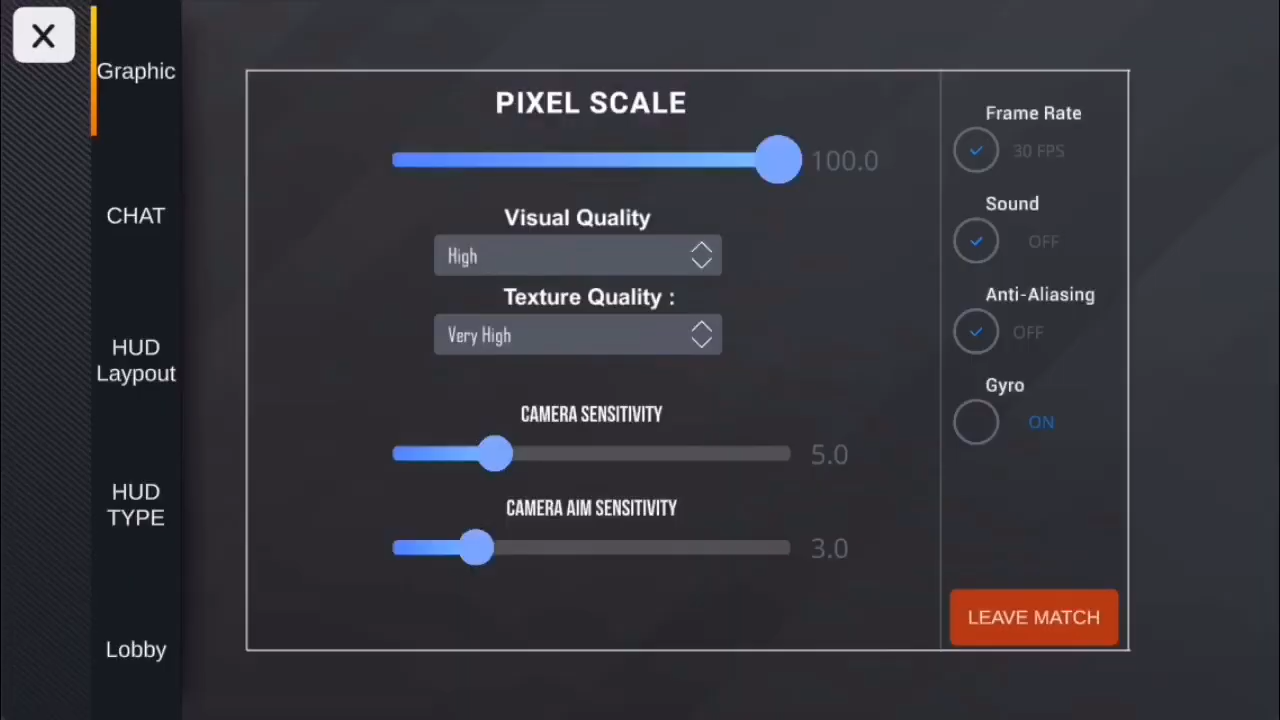 Graphic
CHAT
HUD
Laypout
HUD
TYPE
Lobby
PIXEL SCALE
100.0
Visual Quality
High
Texture Quality :
Very High
CAMERA SENSITIVITY
5.0
CAMERA AIM SENSITIVITY
3.0
Frame Rate
30 FPS
Sound
OFF
Anti-Aliasing
OFF
Gyro
ON
LEAVE MATCH